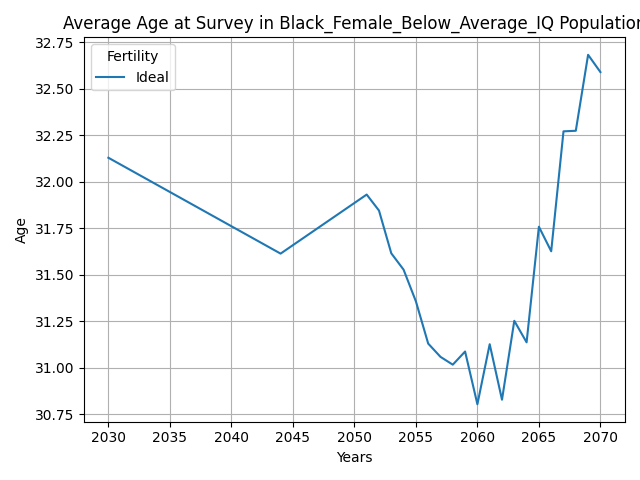 Average Age at Survey in Black_Female_Below_Average_IQ Population
Fertility
Ideal
32.75
32.50
32.25
32.00
31.75
31.50
31.25
31.00
30.75
Age
2030 2035 2040 2045 2050 2055 2060 2065 2070
Years